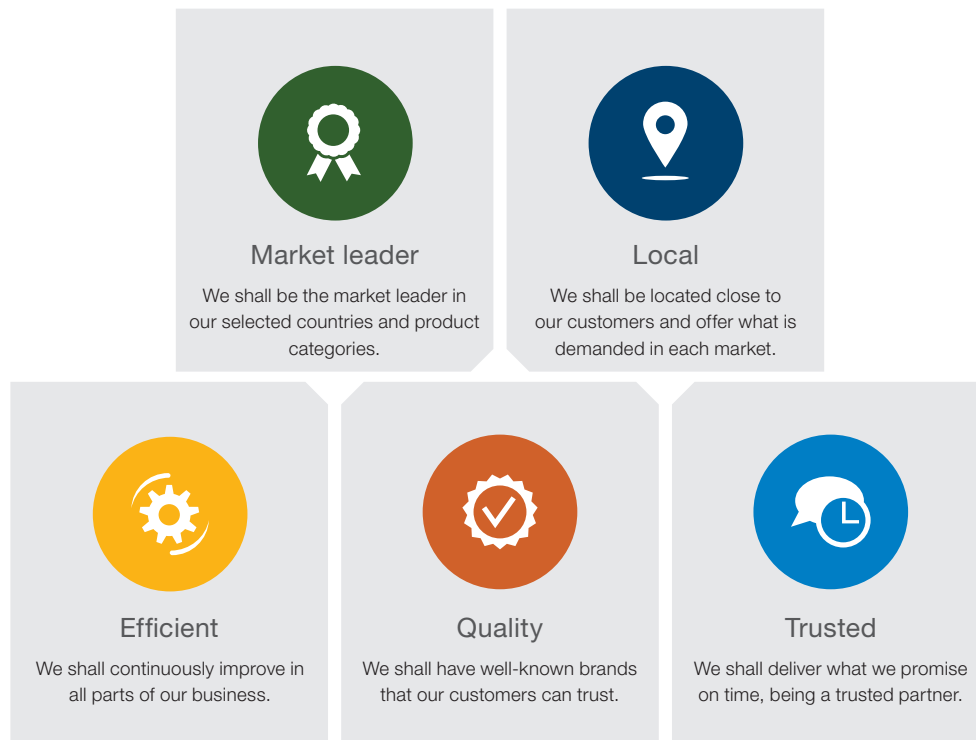 Market leader
We shall be the market leader in
our selected countries and product
categories.
Local
We shall be located close to
our customers and offer what is
demanded in each market.
Efficient
We shall continuously improve in
all parts of our business.
Quality
We shall have well-known brands
that our customers can trust.
Trusted
We shall deliver what we promise
on time, being a trusted partner.